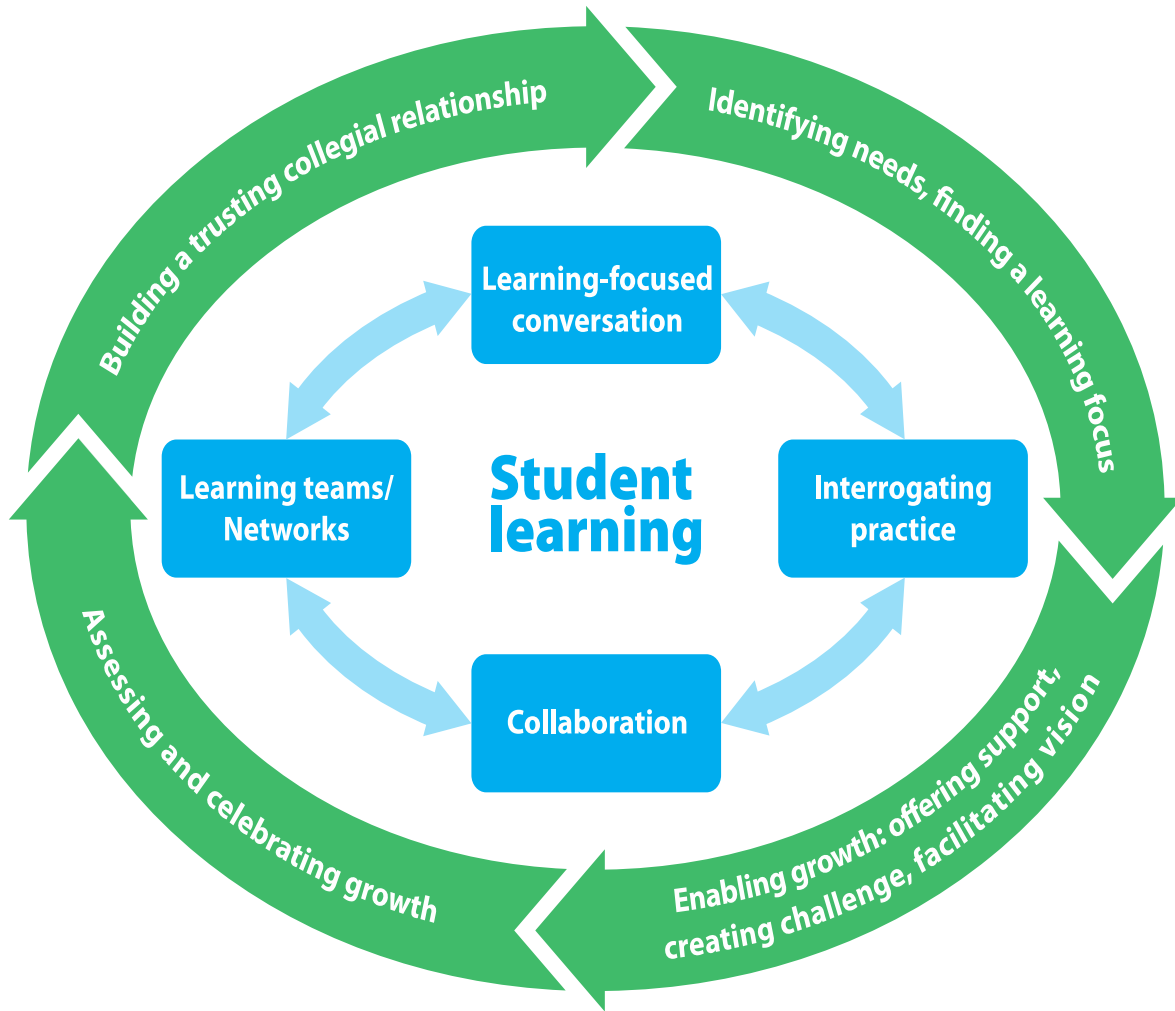 Building a trusting collegial relationship
Identifying needs, finding a learning focus
Learning-focused
conversation
Learning teams/
Networks
Student
learning
Interrogating
practice
Collaboration
Enabling growth: offering support,
creating challenge, facilitating vision
Assessing and celebrating growth